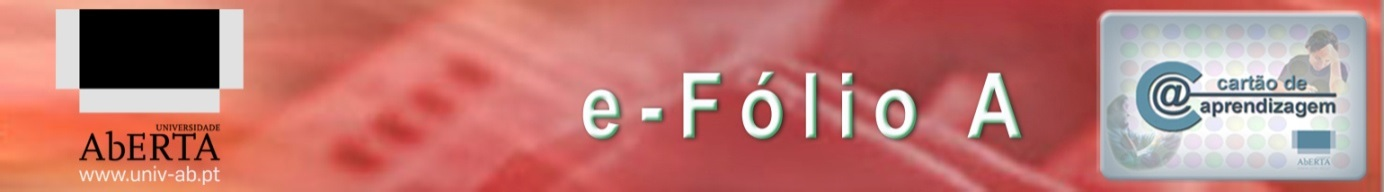 UNIVERSIDADE
AbERTA
www.univ-ab.pt
e-Fólio A
@ cartão de
aprendizagem
AbERTA